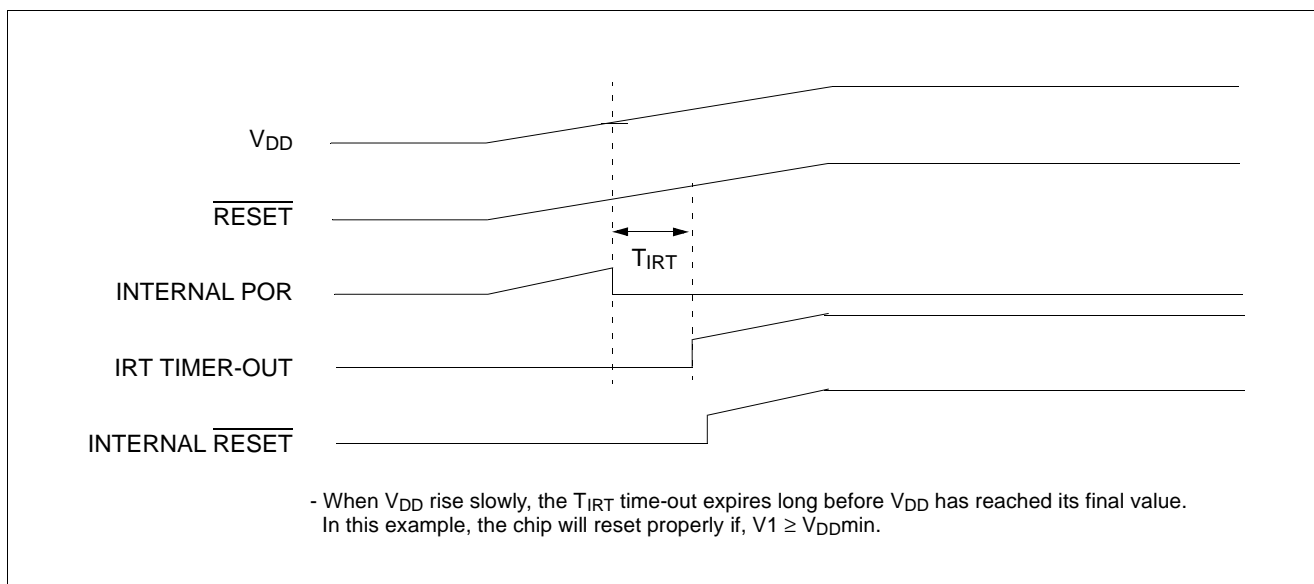 VDD
RESET
TIRT
INTERNAL POR
IRT TIMER-OUT
INTERNAL RESET
- When VDD rise slowly, the TIRT time-out expires long before VDD has reached its final value.
In this example, the chip will reset properly if, V1 ≥ VDDmin.